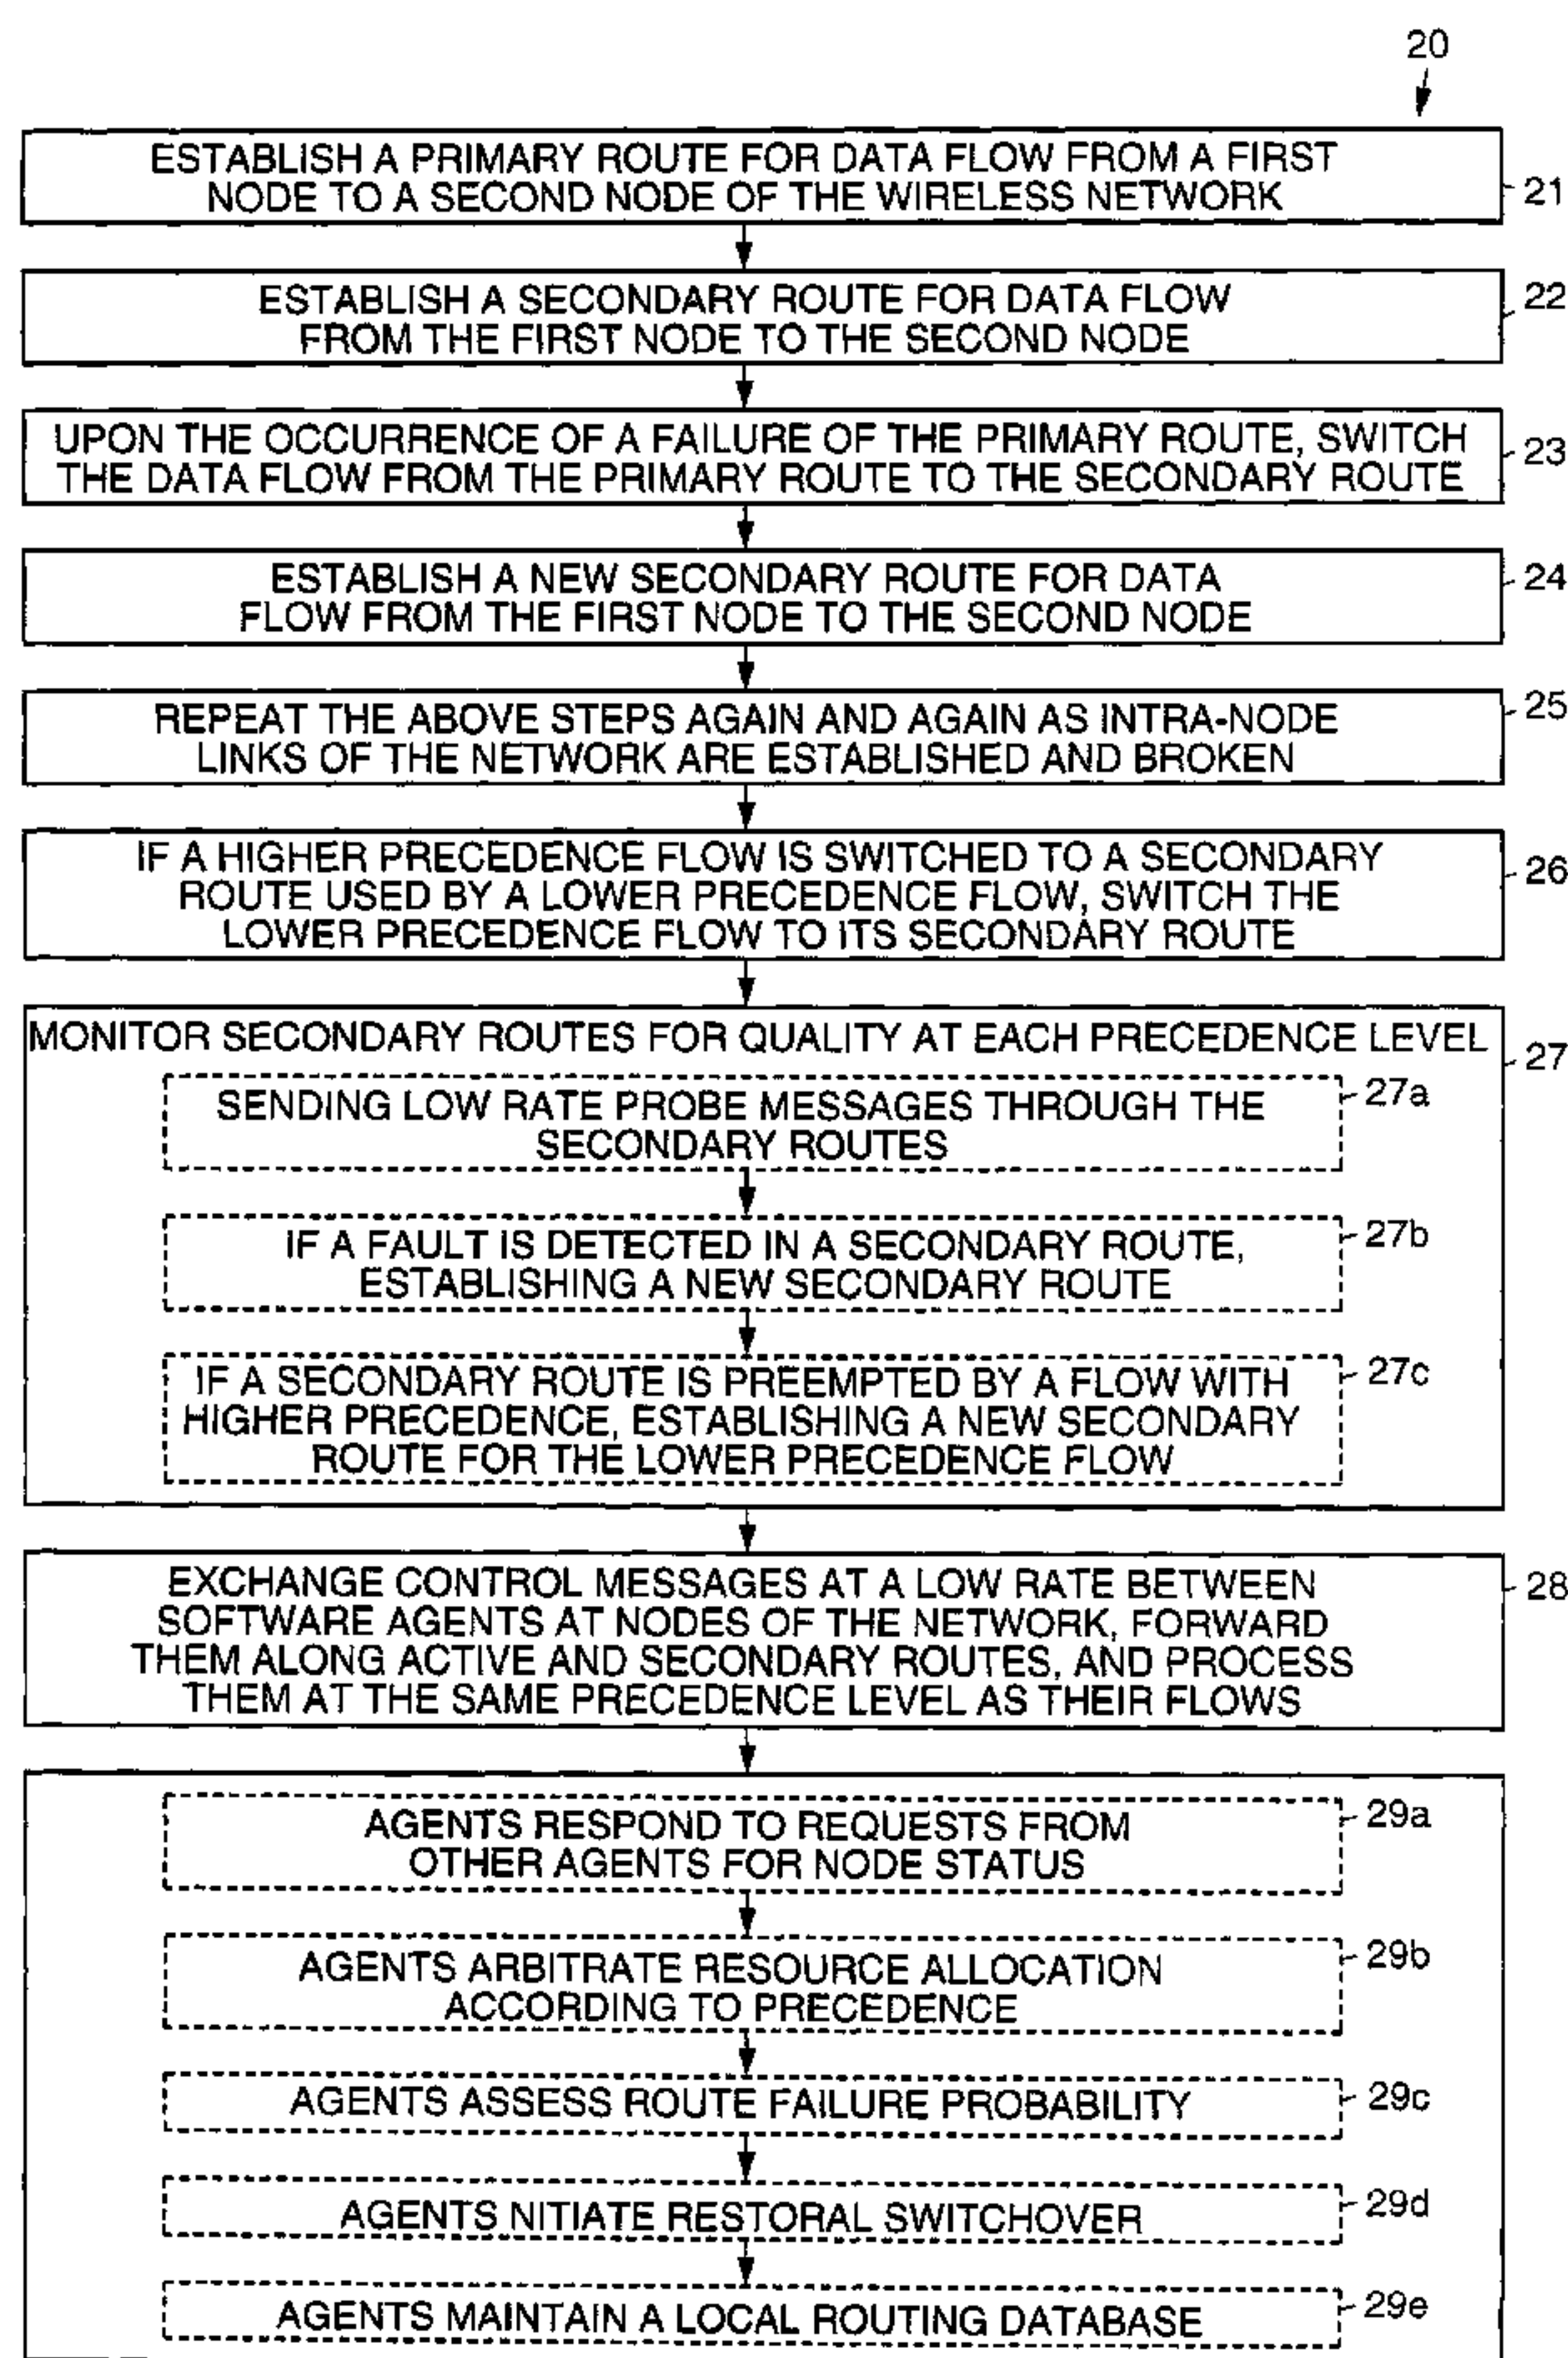 20
ESTABLISH A PRIMARY ROUTE FOR DATA FLOW FROM A FIRST
NODE TO A SECOND NODE OF THE WIRELESS NETWORK
21
ESTABLISH A SECONDARY ROUTE FOR DATA FLOW
FROM THE FIRST NODE TO THE SECOND NODE
22
UPON THE OCCURRENCE OF A FAILURE OF THE PRIMARY ROUTE, SWITCH
THE DATA FLOW FROM THE PRIMARY ROUTE TO THE SECONDARY ROUTE
23
ESTABLISH A NEW SECONDARY ROUTE FOR DATA
FLOW FROM THE FIRST NODE TO THE SECOND NODE
24
REPEAT THE ABOVE STEPS AGAIN AND AGAIN AS INTRA-NODE
LINKS OF THE NETWORK ARE ESTABLISHED AND BROKEN
25
IF A HIGHER PRECEDENCE FLOW IS SWITCHED TO A SECONDARY
ROUTE USED BY A LOWER PRECEDENCE FLOW, SWITCH THE
LOWER PRECEDENCE FLOW TO ITS SECONDARY ROUTE
26
MONITOR SECONDARY ROUTES FOR QUALITY AT EACH PRECEDENCE LEVEL
27
SENDING LOW RATE PROBE MESSAGES THROUGH THE
SECONDARY ROUTES
27a
IF A FAULT IS DETECTED IN A SECONDARY ROUTE,
ESTABLISHING A NEW SECONDARY ROUTE
27b
IF A SECONDARY ROUTE IS PREEMPTED BY A FLOW WITH
HIGHER PRECEDENCE, ESTABLISHING A NEW SECONDARY
ROUTE FOR THE LOWER PRECEDENCE FLOW
27c
EXCHANGE CONTROL MESSAGES AT A LOW RATE BETWEEN
SOFTWARE AGENTS AT NODES OF THE NETWORK, FORWARD
THEM ALONG ACTIVE AND SECONDARY ROUTES, AND PROCESS
THEM AT THE SAME PRECEDENCE LEVEL AS THEIR FLOWS
28
AGENTS RESPOND TO REQUESTS FROM
OTHER AGENTS FOR NODE STATUS
29a
AGENTS ARBITRATE RESOURCE ALLOCATION
ACCORDING TO PRECEDENCE
29b
AGENTS ASSESS ROUTE FAILURE PROBABILITY
29c
AGENTS NITIATE RESTORAL SWITCHOVER
29d
AGENTS MAINTAIN A LOCAL ROUTING DATABASE
29e